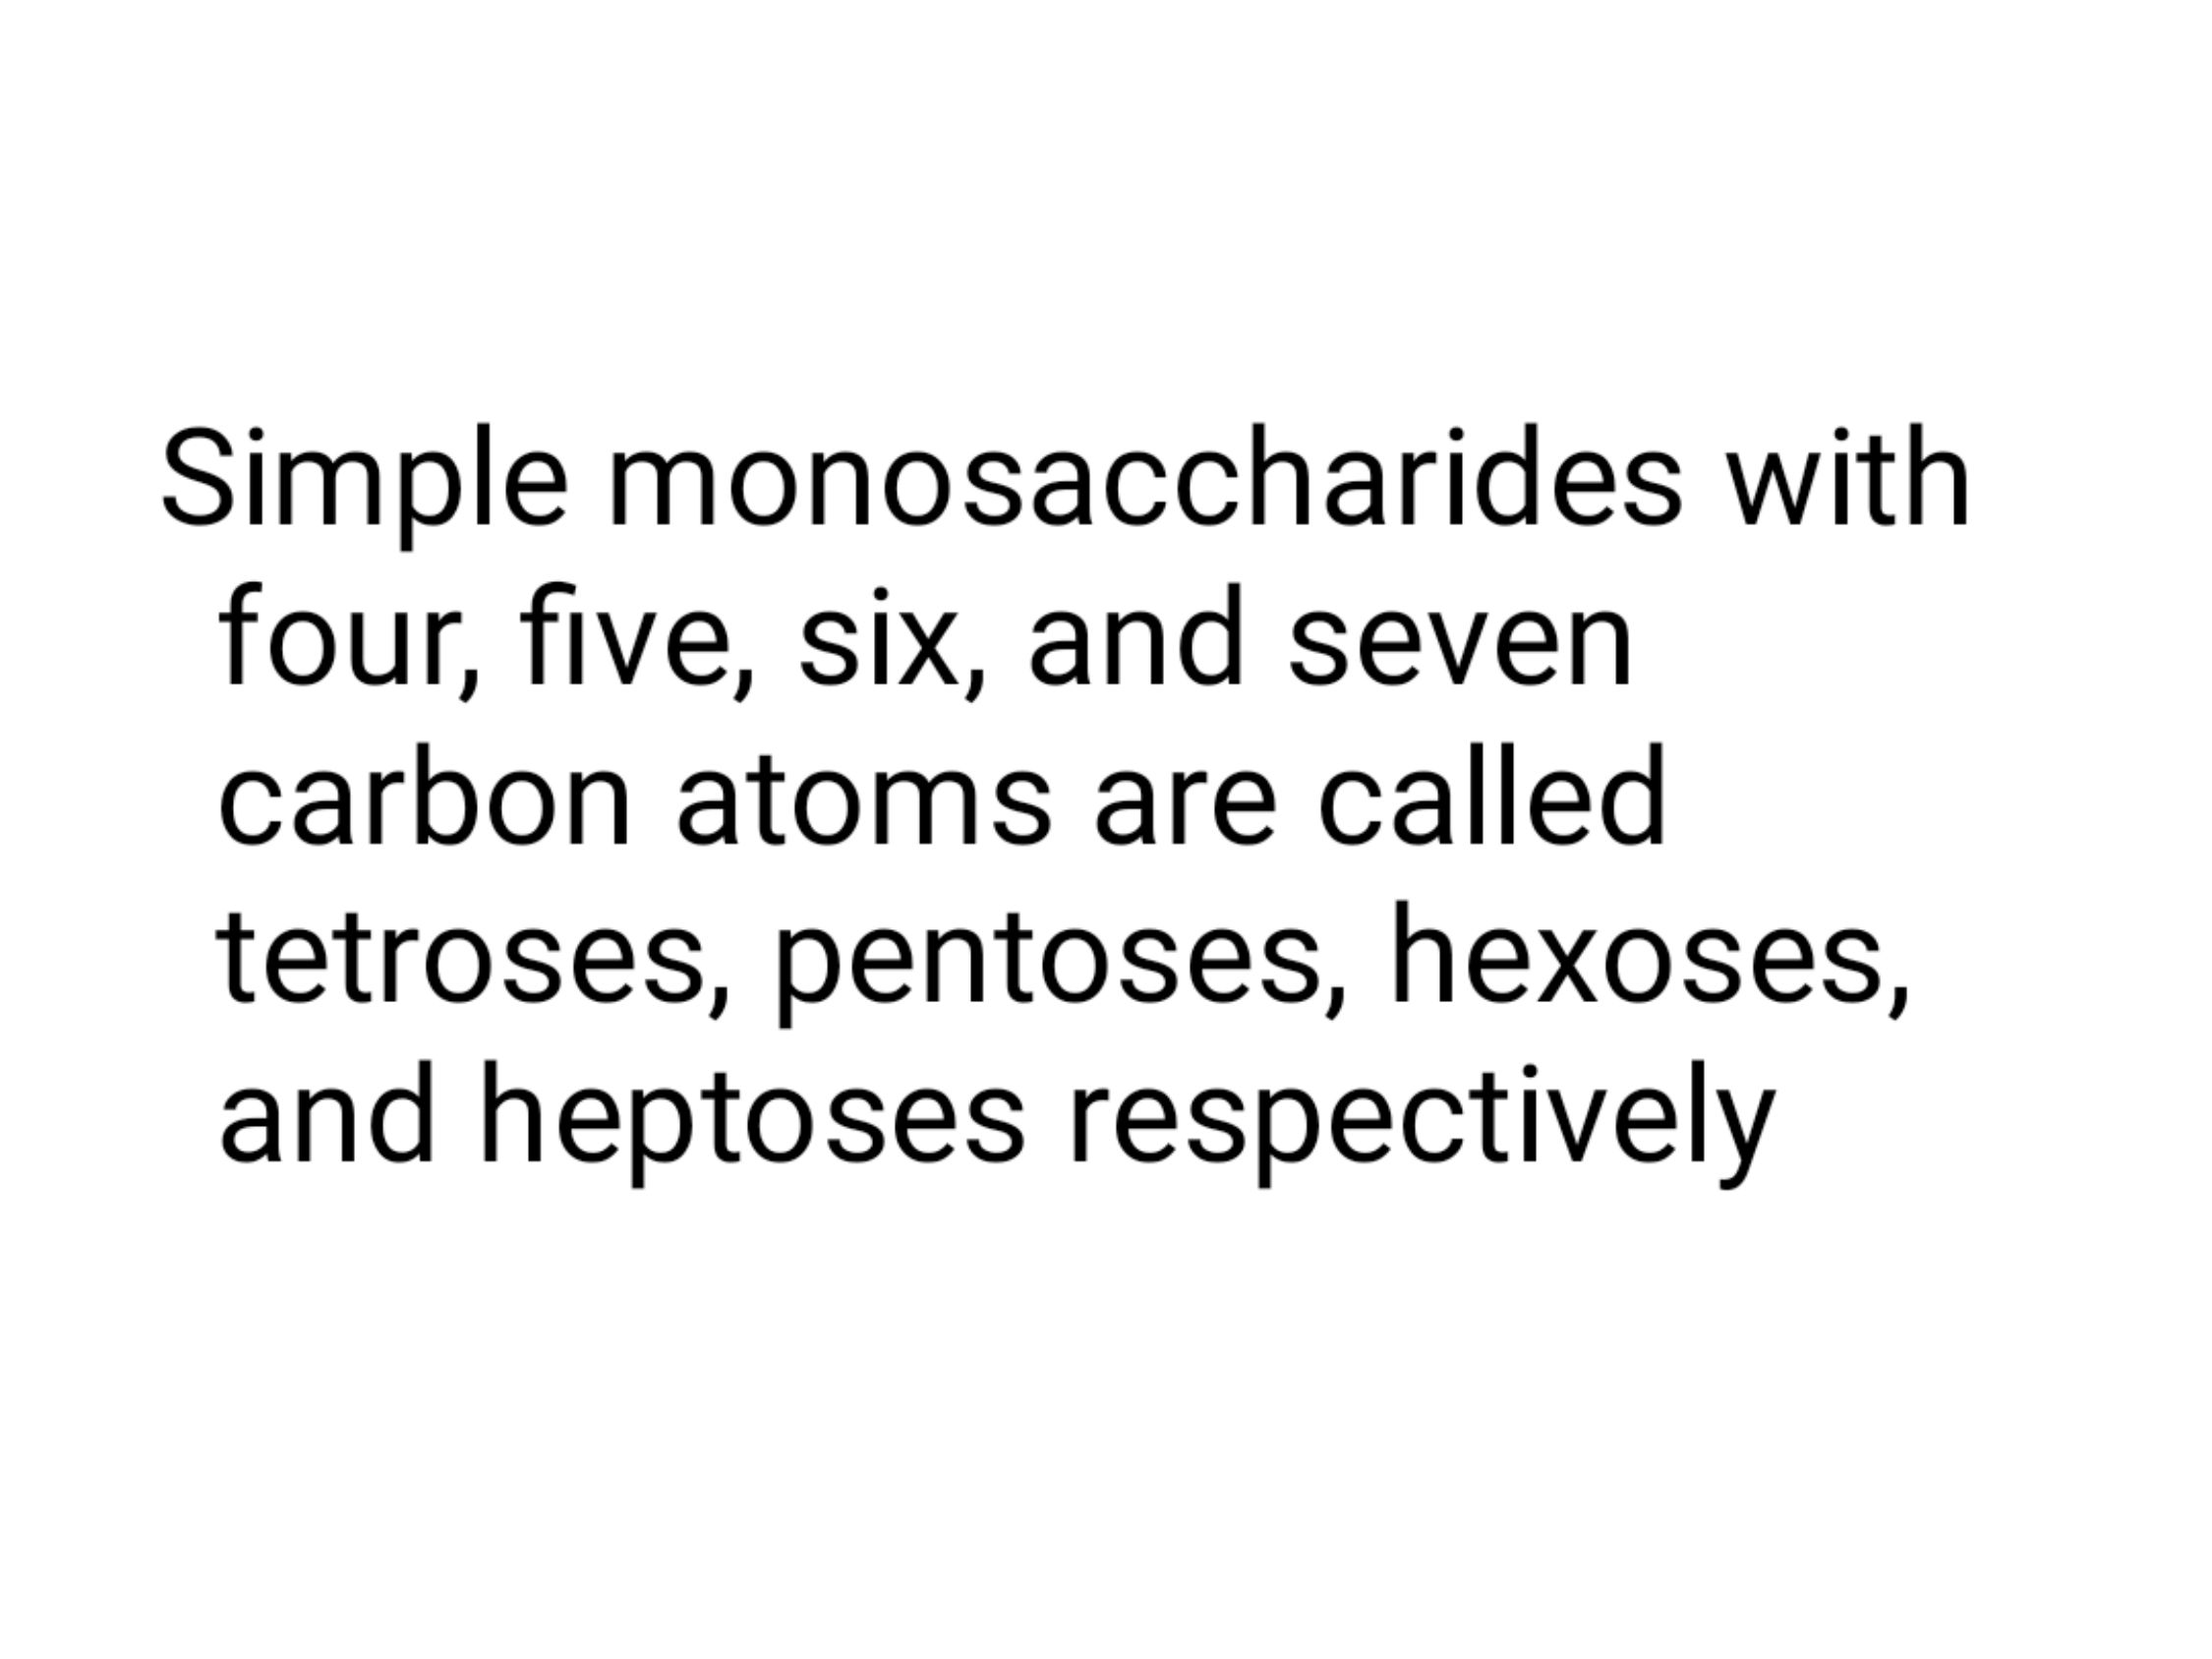 Simple monosaccharides with
four, five, six, and seven
carbon atoms are called
tetroses, pentoses, hexoses,
and heptoses respectively